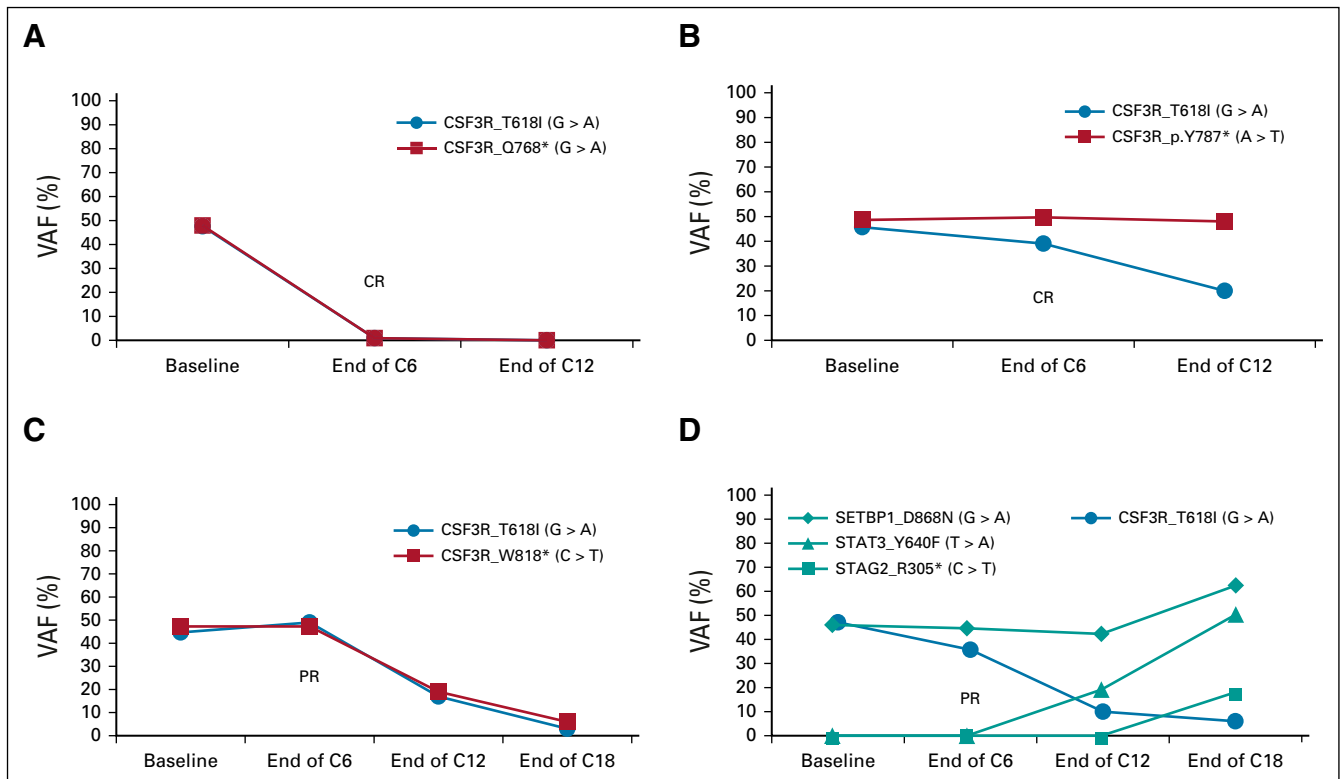 A
VAF (%)
100
90
80
70
60
50
40
30
20
10
0
CSF3R_T618I (G > A)
CSF3R_Q768* (G > A)
CR
Baseline End of C6 End of C12
B
VAF (%)
100
90
80
70
60
50
40
30
20
10
0
CSF3R_T618I (G > A)
CSF3R_p.Y787* (A > T)
CR
Baseline End of C6 End of C12
C
VAF (%)
100
90
80
70
60
50
40
30
20
10
0
CSF3R_T618I (G > A)
CSF3R_W818* (C > T)
PR
Baseline End of C6 End of C12 End of C18
D
VAF (%)
100
90
80
70
60
50
40
30
20
10
0
SETBP1_D868N (G > A) CSF3R_T618I (G > A)
STAT3_Y640F (T > A)
STAG2_R305* (C > T)
PR
Baseline End of C6 End of C12 End of C18